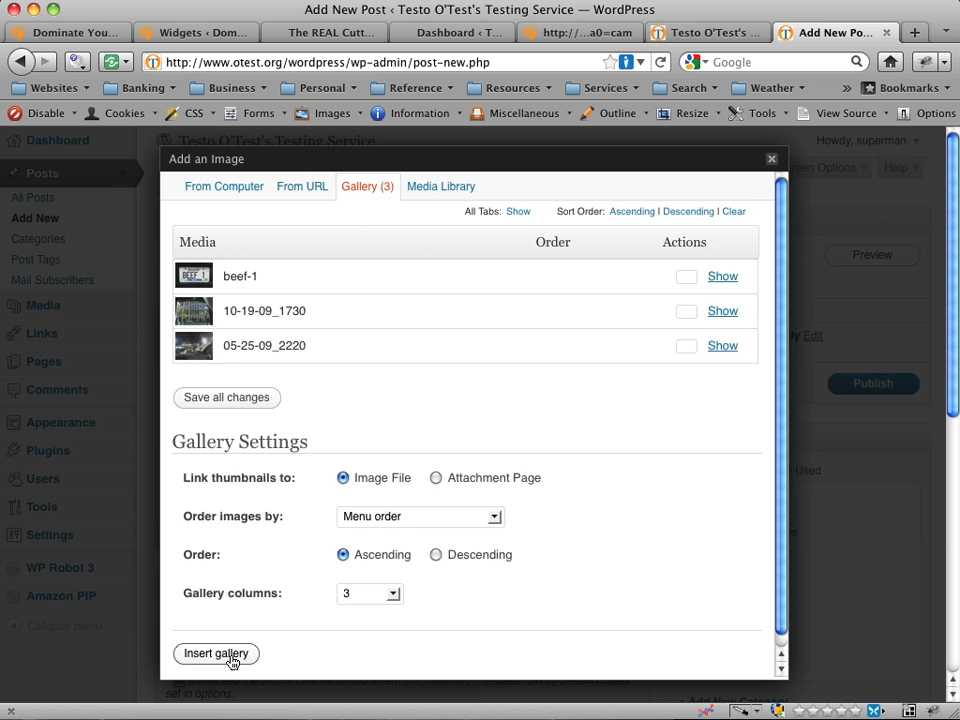 Add New Post ‹ Testo O'Test's Testing Service — WordPress
Dominate You... Widgets ‹ Dom... The REAL Cutt... Dashboard ‹ T... http://...a0=cam Testo O'Test's ... Add New Po...
http://www.otest.org/wordpress/wp-admin/post-new.php Google
Websites Banking Business Personal Reference Resources Services Search Weather » Bookmarks
Disable Cookies CSS Forms Images Information Miscellaneous Outline Resize Tools View Source Options
Dashboard Testo O'Test's Testing Service Howdy, superman
Add an Image
Posts Screen Options Help
From Computer From URL Gallery (3) Media Library
All Posts
Add New
All Tabs: Show Sort Order: Ascending | Descending | Clear
Categories
Media Order Actions
Post Tags Preview
Mail Subscribers
beef-1 Show
Media
10-19-09_1730 Show
Links
Edit
05-25-09_2220 Show
Pages
Comments Publish
Save all changes
Appearance
Gallery Settings
Plugins
Used
Link thumbnails to: Image File Attachment Page
Users
Tools
Order images by: Menu order
Settings
Order: Ascending Descending
WP Robot 3
Gallery columns: 3
Amazon PIP
Collapse menu
Insert gallery
set in options.